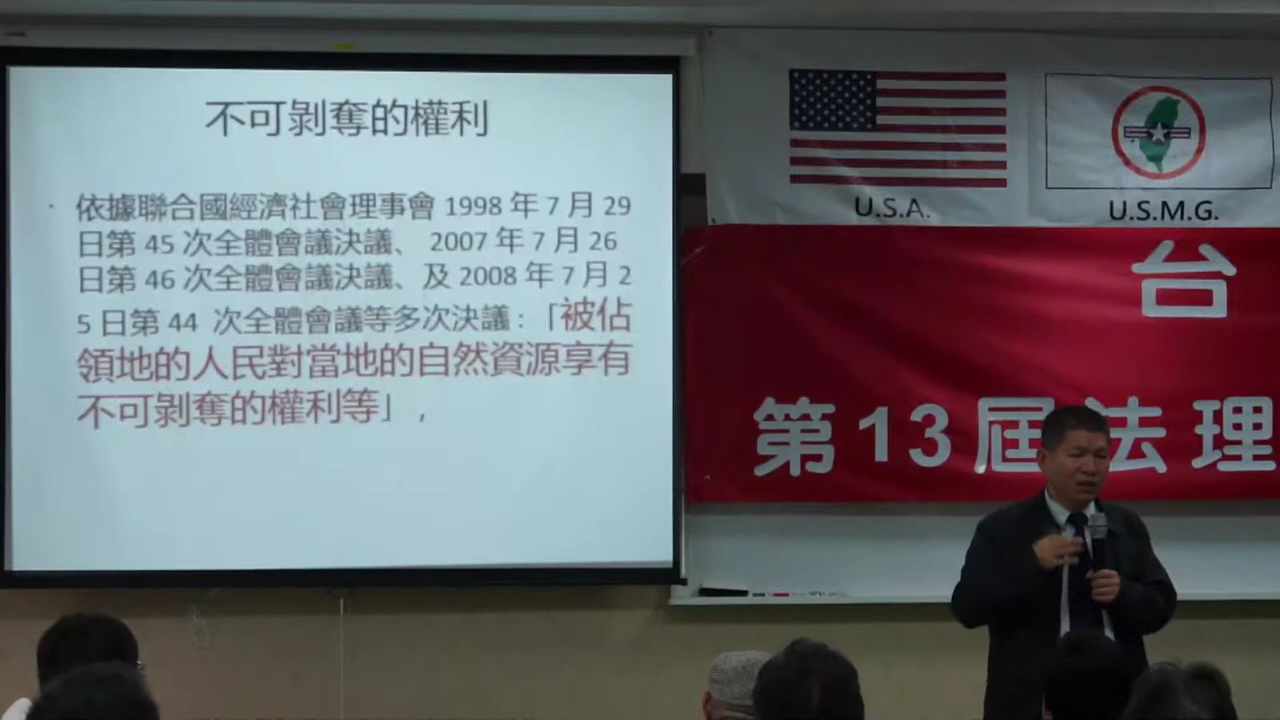 不可剝奪的權利
· 依據聯合國經濟社會理事會 1998 年 7 月 29
日第 45 次全體會議決議、 2007 年 7 月 26
日第 46 次全體會議決議、及 2008 年 7 月 2
5 日第 44 次全體會議等多次決議 : 「被佔
領地的人民對當地的自然資源享有
不可剝奪的權利等」 ,
U.S.A.
U.S.M.G.
台
第13屆法理